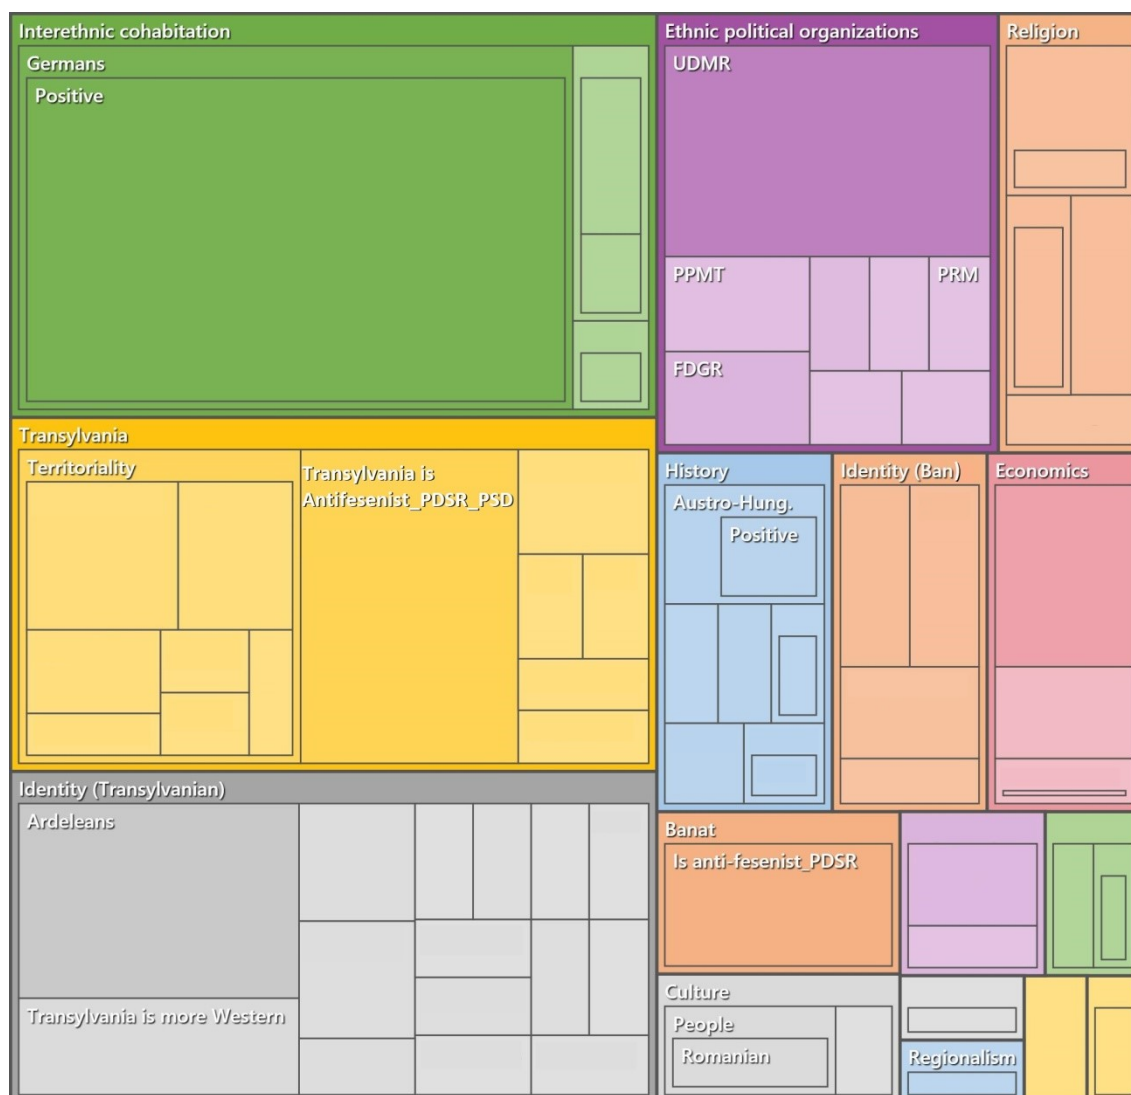 Interethnic cohabitation
Germans
Positive
Ethnic political organizations
UDMR
PPMT
PRM
FDGR
Religion
Transylvania
Territoriality
Transylvania is
Antifesenist_PDSR_PSD
History
Austro-Hung.
Positive
Identity (Ban)
Economics
Identity (Transylvanian)
Ardeleans
Transylvania is more Western
Banat
Is anti-fesenist_PDSR
Culture
People
Romanian
Regionalism